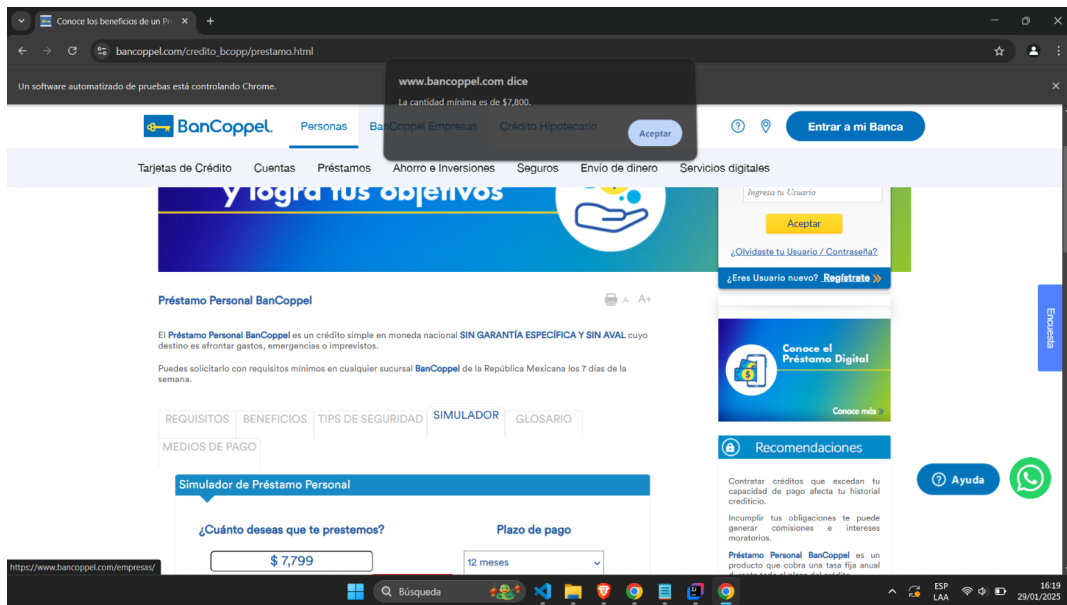 Conoce los beneficios de un Pr
bancoppel.com/credito_bcopp/prestamo.html
Un software automatizado de pruebas está controlando Chrome.
www.bancoppel.com dice
La cantidad mínima es de $7,800.
Aceptar
BanCoppel.
Personas
BanCoppel Empresas
Crédito Hipotecario
Entrar a mi Banca
Tarjetas de Crédito Cuentas Préstamos Ahorro e Inversiones Seguros Envío de dinero Servicios digitales
y logra tus objetivos
Ingresa tu Usuario
Aceptar
¿Olvidaste tu Usuario / Contraseña?
¿Eres Usuario nuevo? Regístrate
Préstamo Personal BanCoppel
A- A+
El Préstamo Personal BanCoppel es un crédito simple en moneda nacional SIN GARANTÍA ESPECÍFICA Y SIN AVAL cuyo
destino es afrontar gastos, emergencias o imprevistos.
Puedes solicitarlo con requisitos mínimos en cualquier sucursal BanCoppel de la República Mexicana los 7 días de la
semana.
Conoce el
Préstamo Digital
Conoce más
Encuesta
REQUISITOS BENEFICIOS TIPS DE SEGURIDAD SIMULADOR GLOSARIO
MEDIOS DE PAGO
Simulador de Préstamo Personal
¿Cuánto deseas que te prestemos?
Plazo de pago
$ 7,799
12 meses
Recomendaciones
Contratar créditos que excedan tu
capacidad de pago afecta tu historial
crediticio.
Incumplir tus obligaciones te puede
generar comisiones e intereses
moratorios.
Préstamo Personal BanCoppel es un
producto que cobra una tasa fija anual
Ayuda
https://www.bancoppel.com/empresas/
Búsqueda
ESP
LAA
16:19
29/01/2025